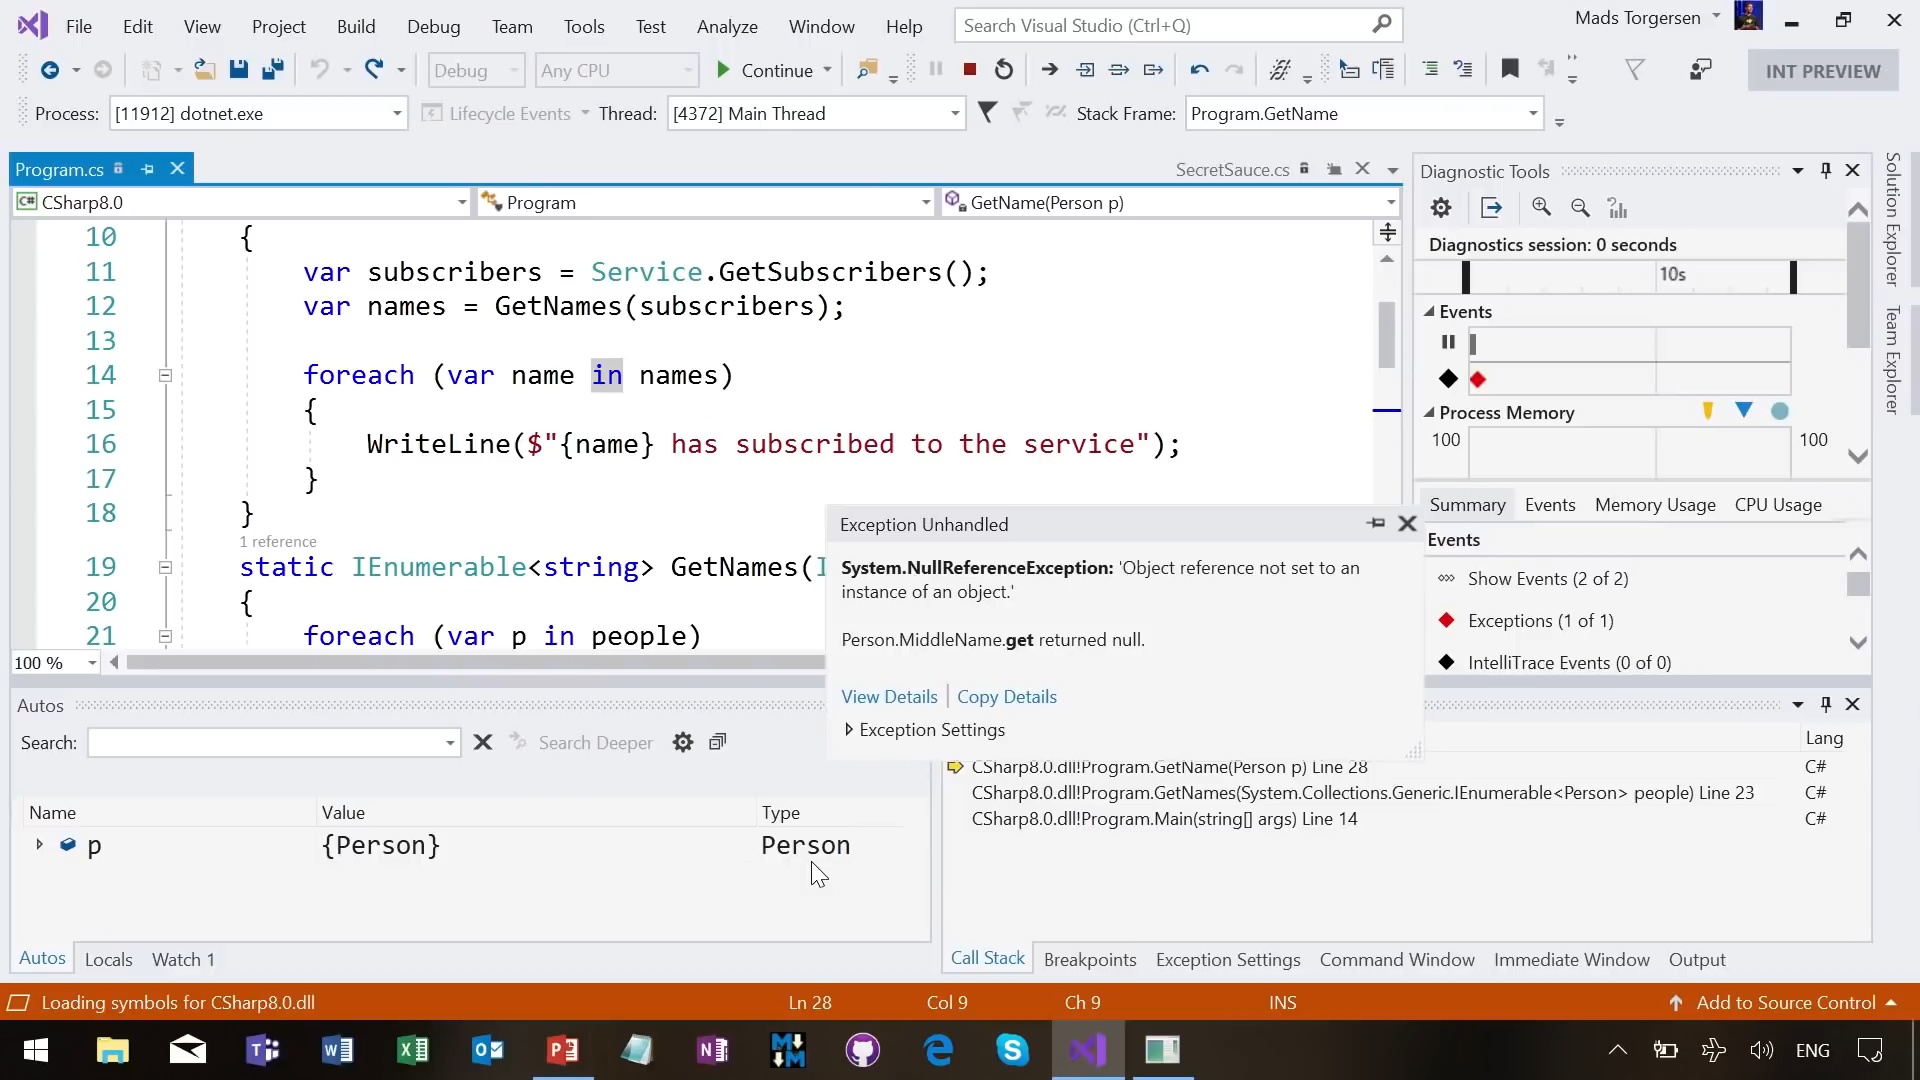 File Edit View Project Build Debug Team Tools Test Analyze Window Help Search Visual Studio (Ctrl+Q) Mads Torgersen
Debug Any CPU Continue INT PREVIEW
Process: [11912] dotnet.exe Lifecycle Events Thread: [4372] Main Thread Stack Frame: Program.GetName
Program.cs SecretSauce.cs
C# CSharp8.0 Program GetName(Person p)
10 {
11 var subscribers = Service.GetSubscribers();
12 var names = GetNames(subscribers);
13
14 foreach (var name in names)
15 {
16 WriteLine($"{name} has subscribed to the service");
17 }
18 }
1 reference
19 static IEnumerable<string> GetNames(I
20 {
21 foreach (var p in people)
100 %
Exception Unhandled
System.NullReferenceException: 'Object reference not set to an
instance of an object.'
Person.MiddleName.get returned null.
View Details Copy Details
Exception Settings
Diagnostic Tools
Diagnostics session: 0 seconds
10s
Events
Process Memory
100 100
Summary Events Memory Usage CPU Usage
Events
Show Events (2 of 2)
Exceptions (1 of 1)
IntelliTrace Events (0 of 0)
Solution Explorer
Team Explorer
Autos
Search: Search Deeper
Name Value Type
p {Person} Person
Autos Locals Watch 1
Lang
CSharp8.0.dll!Program.GetName(Person p) Line 28 C#
CSharp8.0.dll!Program.GetNames(System.Collections.Generic.IEnumerable<Person> people) Line 23 C#
CSharp8.0.dll!Program.Main(string[] args) Line 14 C#
Call Stack Breakpoints Exception Settings Command Window Immediate Window Output
Loading symbols for CSharp8.0.dll Ln 28 Col 9 Ch 9 INS Add to Source Control
ENG